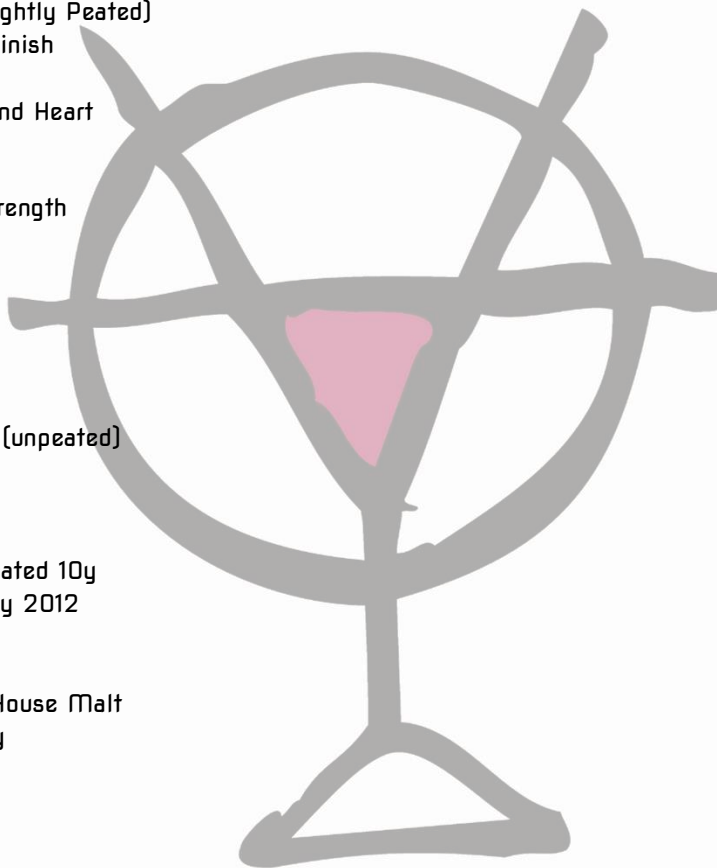 ghtly Peated)
inish
nd Heart
rength
(unpeated)
ated 10y
y 2012
House Malt
y